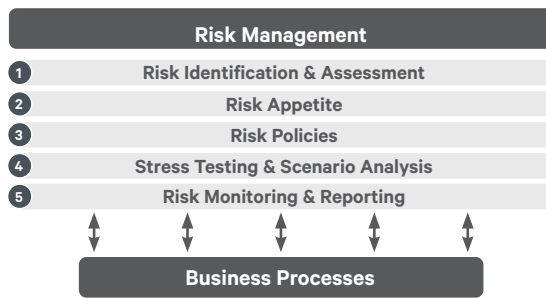 Risk Management
1 Risk Identification & Assessment
2 Risk Appetite
3 Risk Policies
4 Stress Testing & Scenario Analysis
5 Risk Monitoring & Reporting
Business Processes